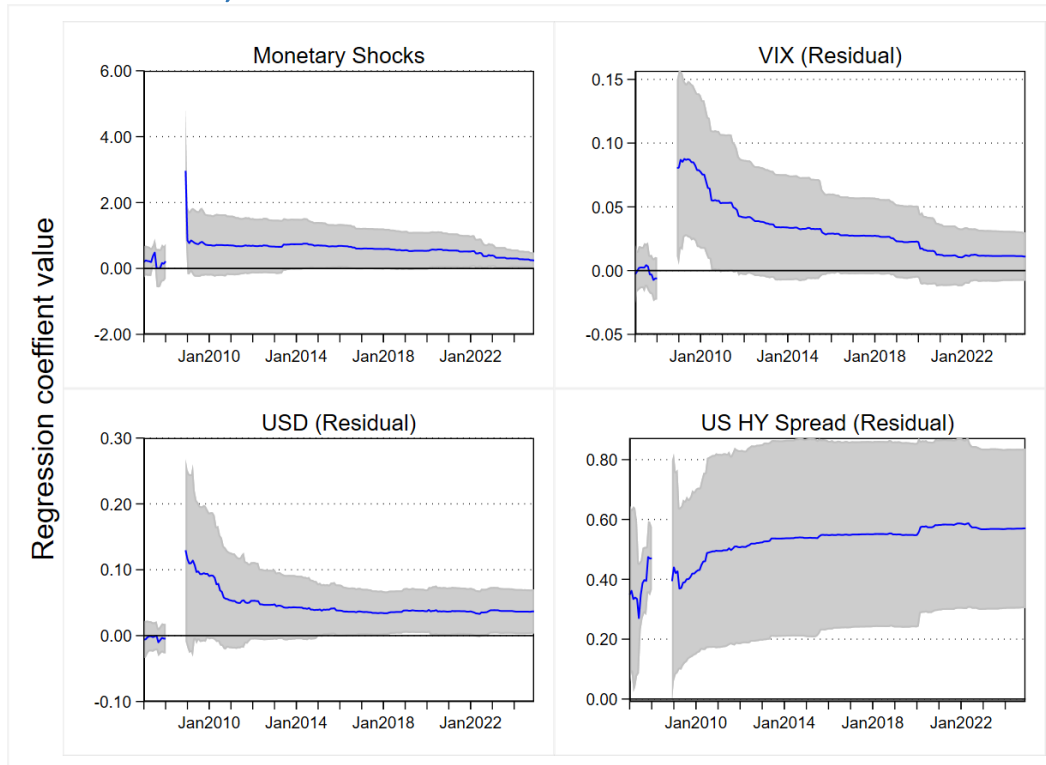 Regression coeffient value
Monetary Shocks
6.00
4.00
2.00
0.00
-2.00
Jan2010 Jan2014 Jan2018 Jan2022
VIX (Residual)
0.15
0.10
0.05
0.00
-0.05
Jan2010 Jan2014 Jan2018 Jan2022
USD (Residual)
0.30
0.20
0.10
0.00
-0.10
Jan2010 Jan2014 Jan2018 Jan2022
US HY Spread (Residual)
0.80
0.60
0.40
0.20
0.00
Jan2010 Jan2014 Jan2018 Jan2022